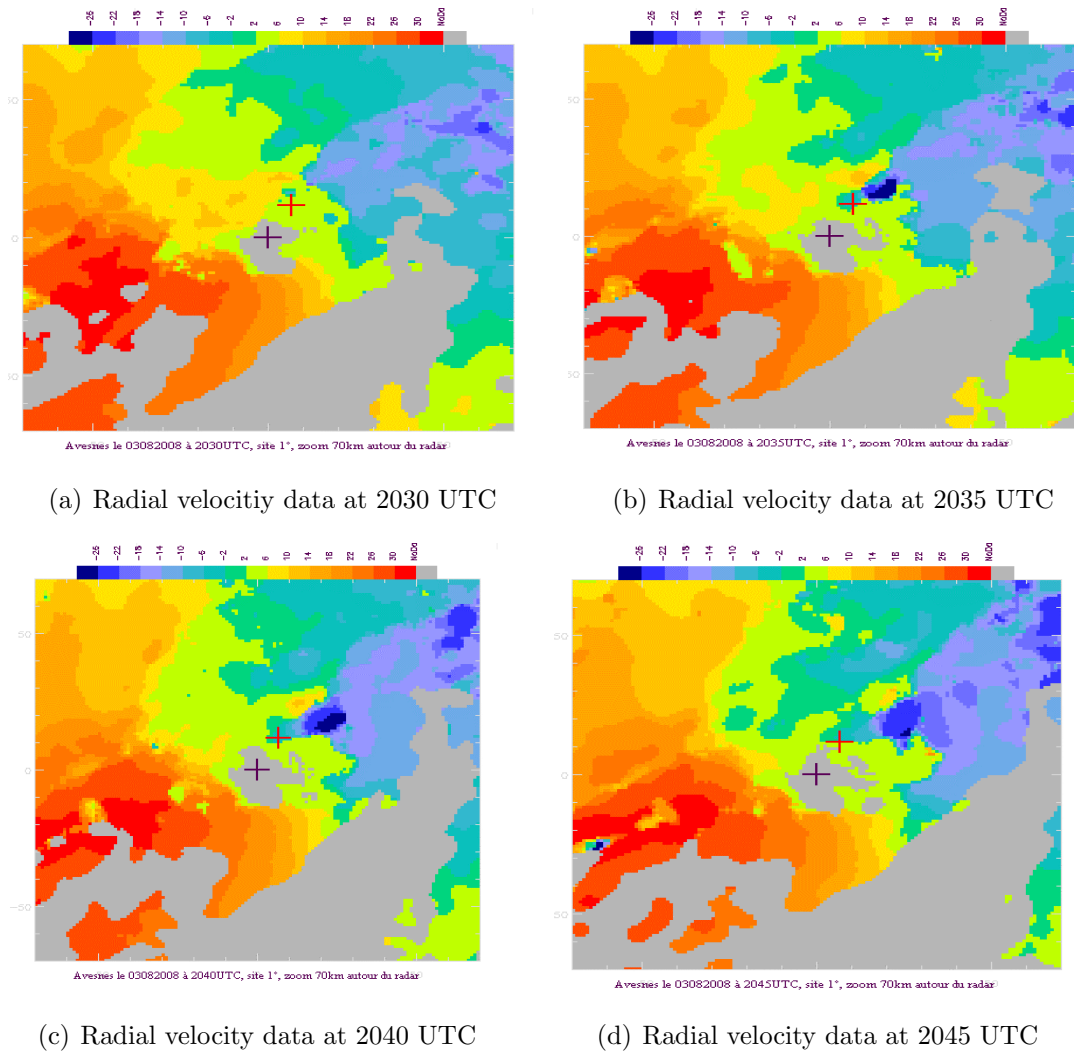 -26 -22 -18 -14 -10 -6 -2 2 6 10 14 18 22 26 30 NoDa
-26 -22 -18 -14 -10 -6 -2 2 6 10 14 18 22 26 30 NoDa
50
0
50
50
0
50
Avesnes le 03082008 à 2030UTC, site 1°, zoom 70km autour du radar
Avesnes le 03082008 à 2035UTC, site 1°, zoom 70km autour du radar
(a) Radial velocitiy data at 2030 UTC
(b) Radial velocity data at 2035 UTC
-26 -22 -18 -14 -10 -6 -2 2 6 10 14 18 22 26 30 NoDa
-26 -22 -18 -14 -10 -6 -2 2 6 10 14 18 22 26 30 NoDa
50
0
-50
50
0
50
Avesnes le 03082008 à 2040UTC, site 1°, zoom 70km autour du radar
Avesnes le 03082008 à 2045UTC, site 1°, zoom 70km autour du radar
(c) Radial velocity data at 2040 UTC
(d) Radial velocity data at 2045 UTC